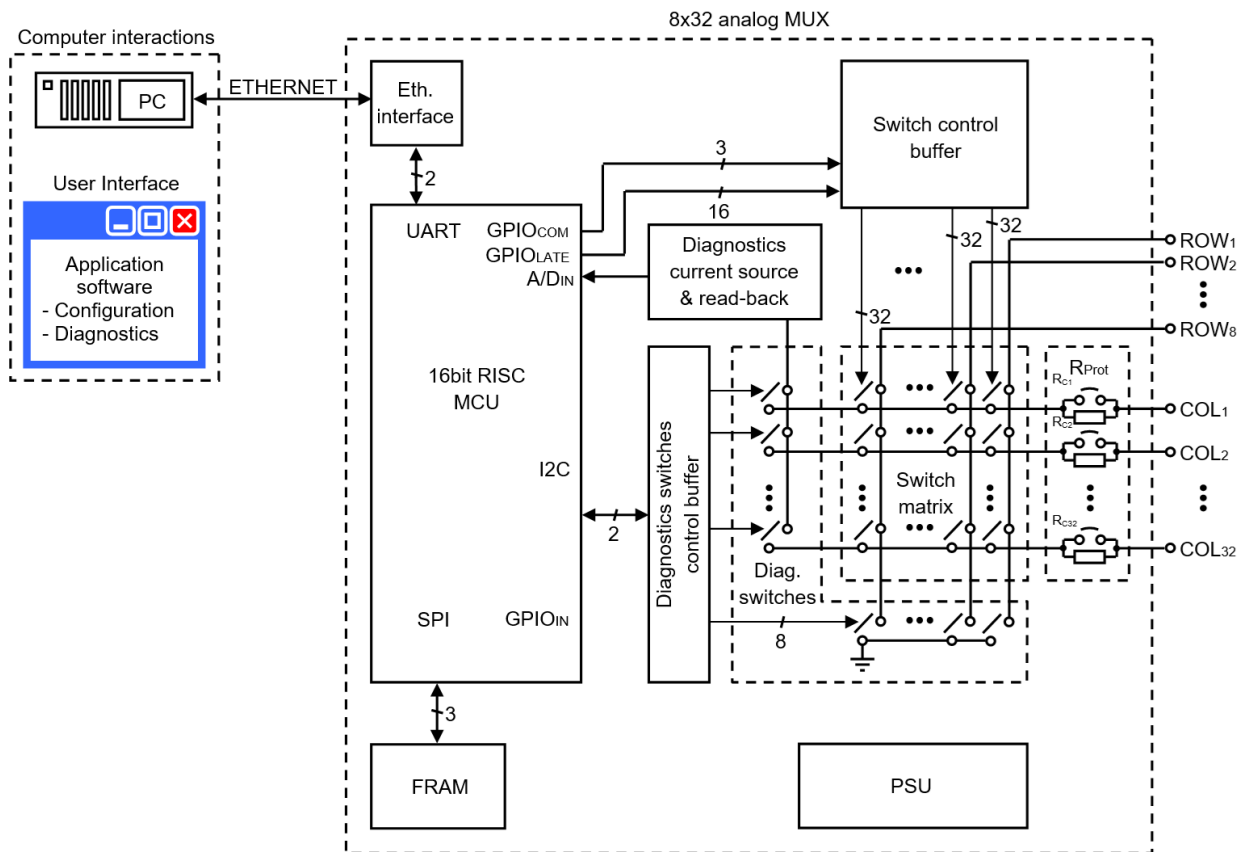 8x32 analog MUX
Computer interactions
PC
ETHERNET
Eth.
interface
Switch control
buffer
User Interface
Application
software
- Configuration
- Diagnostics
2
3
16
UART
GPIOCOM
GPIOLATE
A/DIN
16bit RISC
MCU
I2C
SPI
GPIOIN
Diagnostics
current source
& read-back
32
32
32
ROW1
ROW2
ROW8
Diagnostics switches
control buffer
2
RProt
RC1
RC2
RC32
COL1
COL2
COL32
Switch
matrix
Diag.
switches
8
3
FRAM
PSU